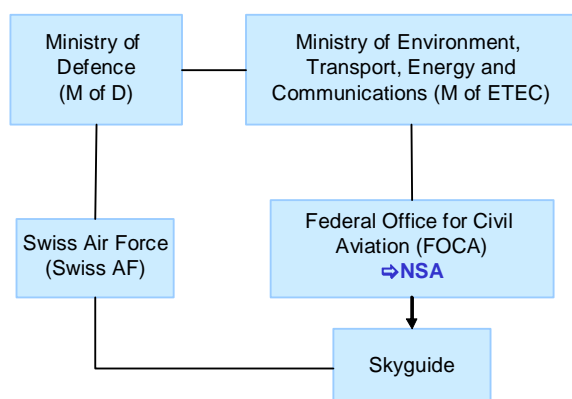 Ministry of
Defence
(M of D)
Ministry of Environment,
Transport, Energy and
Communications (M of ETEC)
Swiss Air Force
(Swiss AF)
Federal Office for Civil
Aviation (FOCA)
⇨NSA
Skyguide